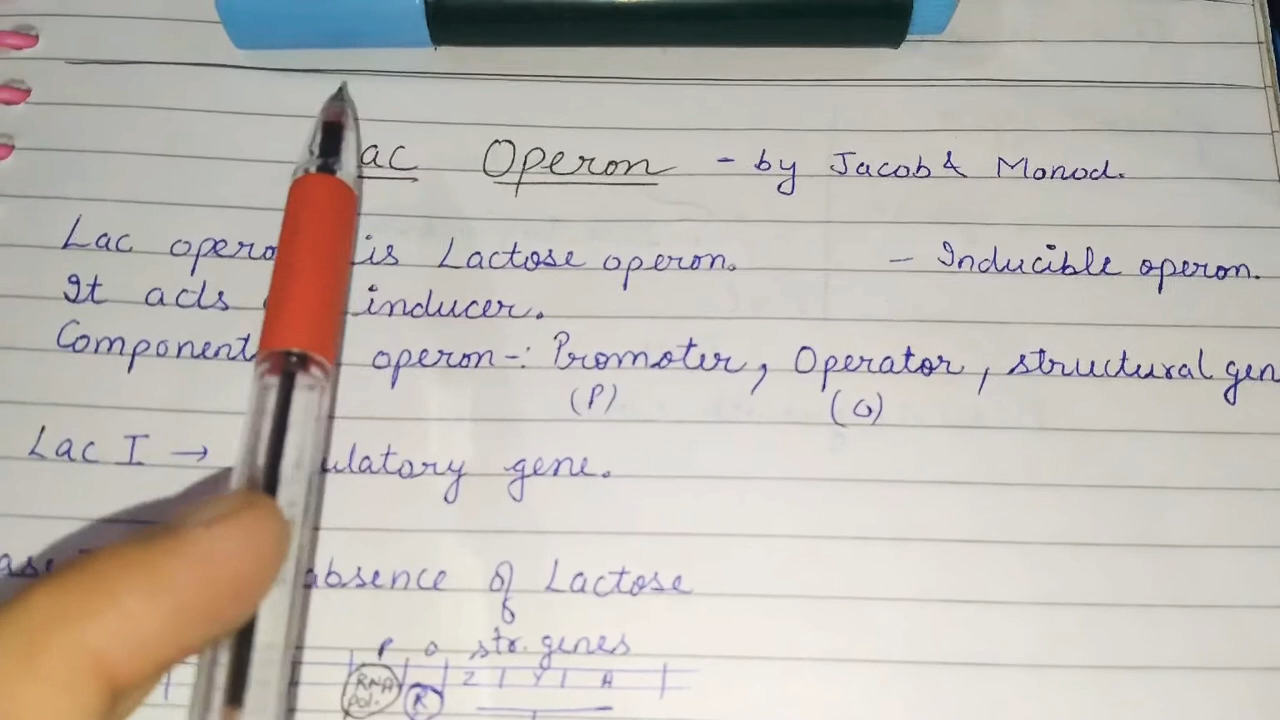 ac Operon - by Jacob & Monod.
Lac opero is Lactose operon. - Inducible operon.
It acts inducer.
Component operon-: Promoter, Operator, structural gen
(P) (O)
Lac I → ulatory gene.
absence of Lactose
P O str. genes
Z Y A
RNA pol. R